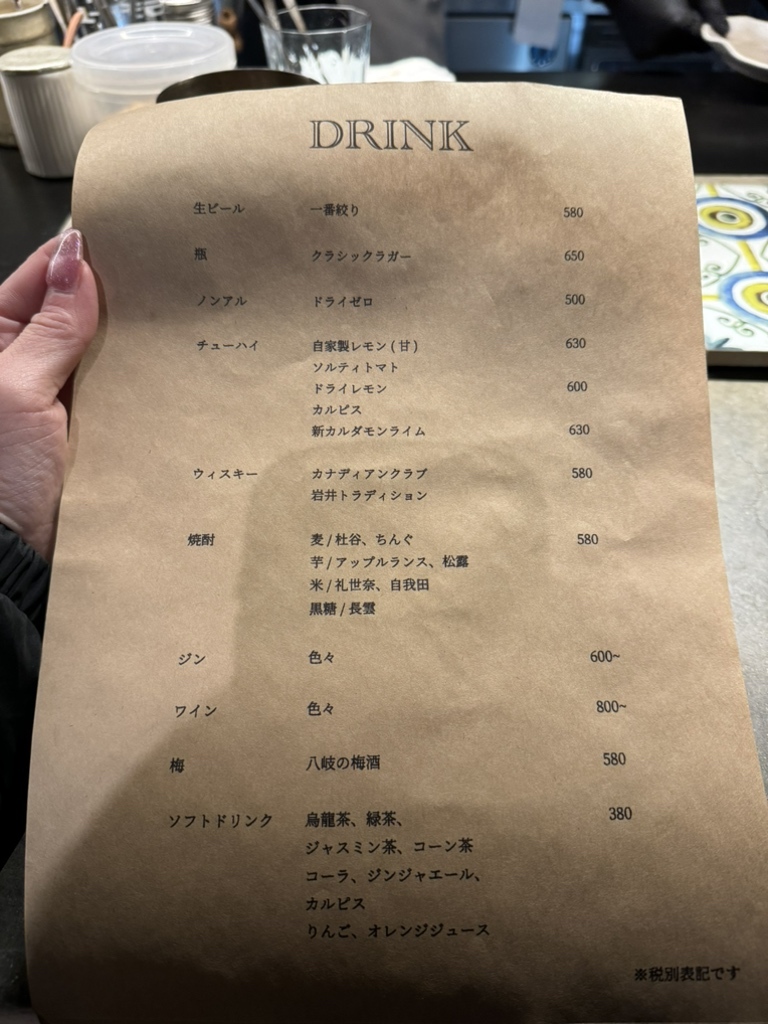 DRINK
生ビール 一番絞り 580
瓶 クラシックラガー 650
ノンアル ドライゼロ 500
チューハイ 自家製レモン ( 甘 ) 630
ソルティトマト
ドライレモン 600
カルピス
新カルダモンライム 630
ウィスキー カナディアンクラブ 580
岩井トラディション
焼酎 麦 / 杜谷、ちんぐ 580
芋 / アップルランス、松露
米 / 礼世奈、自我田
黒糖 / 長雲
ジン 色々 600~
ワイン 色々 800~
梅 八岐の梅酒 580
ソフトドリンク 烏龍茶、緑茶、 380
ジャスミン茶、コーン茶
コーラ、ジンジャエール、
カルピス
りんご、オレンジジュース
※税別表記です